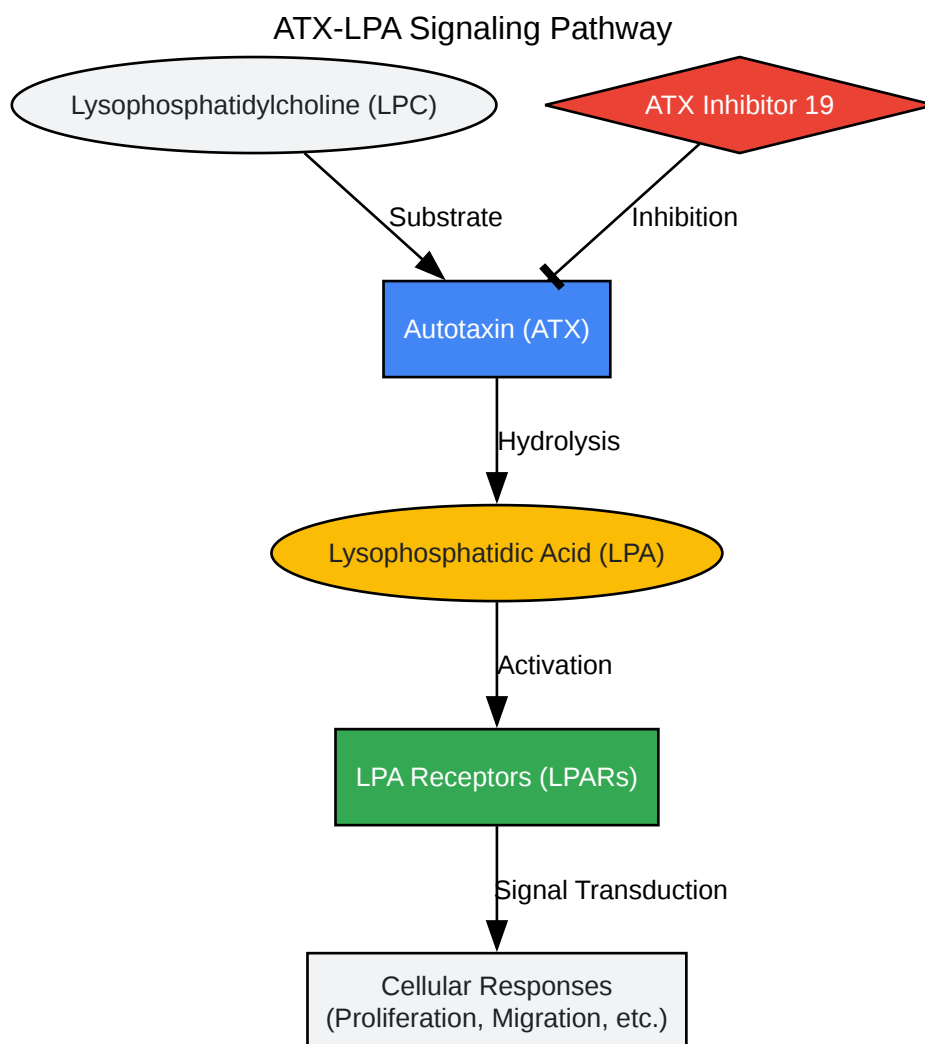 ATX-LPA Signaling Pathway
Lysophosphatidylcholine (LPC)
ATX Inhibitor 19
Substrate
Inhibition
Autotaxin (ATX)
Hydrolysis
Lysophosphatidic Acid (LPA)
Activation
LPA Receptors (LPARs)
Signal Transduction
Cellular Responses
(Proliferation, Migration, etc.)